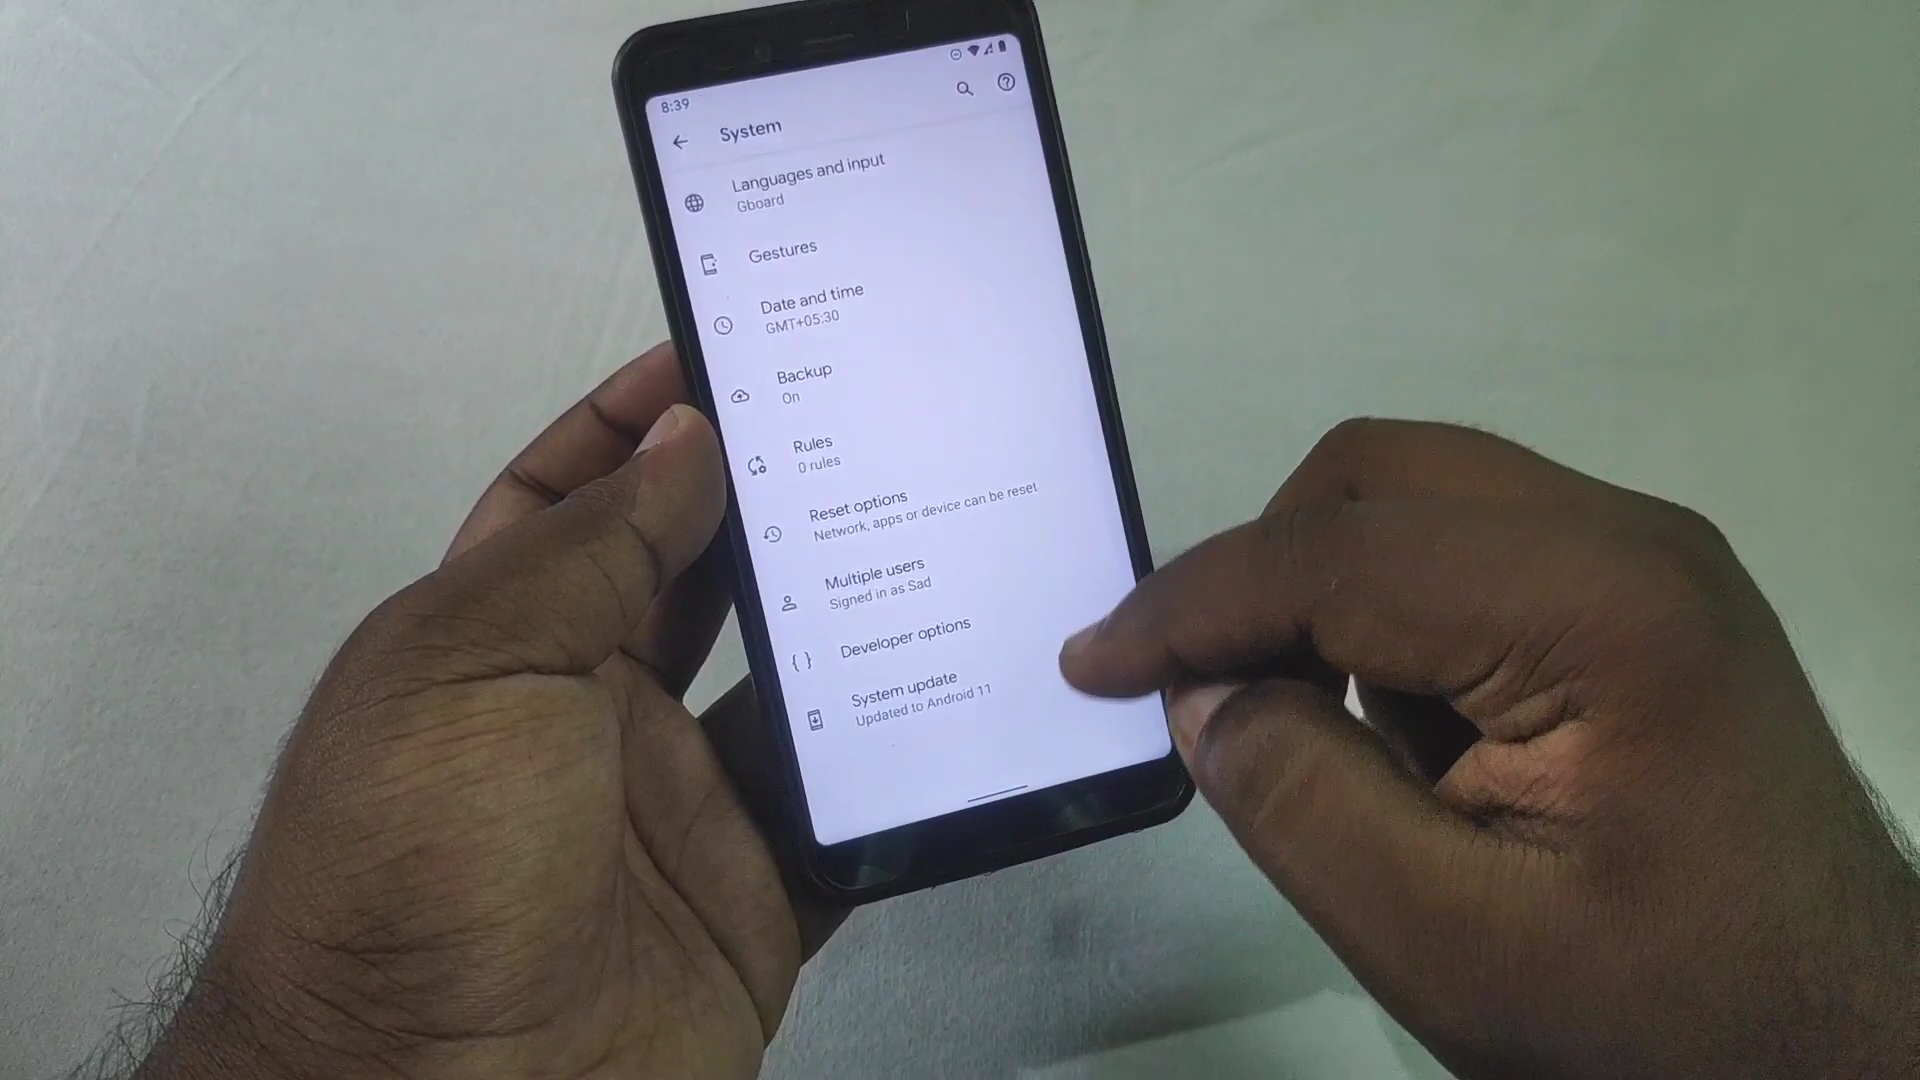 8:39
System
Languages and input
Gboard
Gestures
Date and time
GMT+05:30
Backup
On
Rules
0 rules
Reset options
Network, apps or device can be reset
Multiple users
Signed in as Sad
Developer options
System update
Updated to Android 11